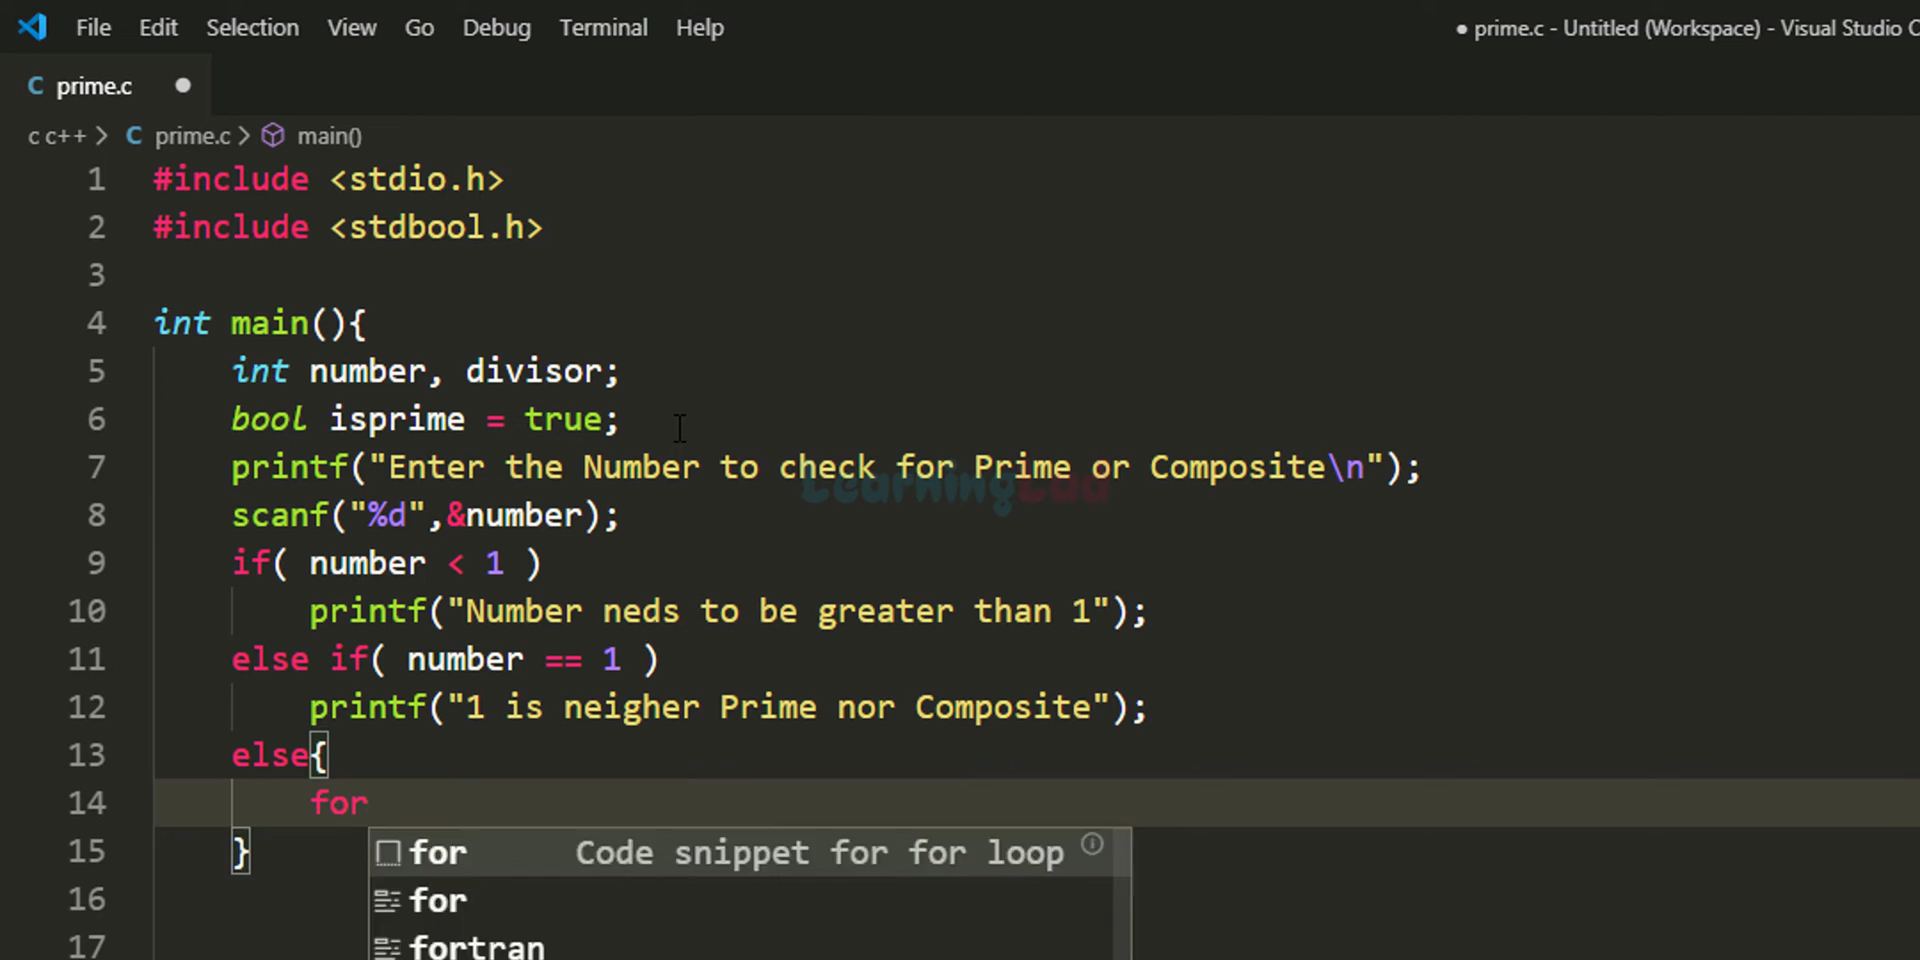 File Edit Selection View Go Debug Terminal Help ● prime.c - Untitled (Workspace) - Visual Studio
C prime.c ●
c c++ > C prime.c > main()
1 #include <stdio.h>
2 #include <stdbool.h>
3
4 int main(){
5 int number, divisor;
6 bool isprime = true;
7 printf("Enter the Number to check for Prime or Composite\n");
LearningLad
8 scanf("%d",&number);
9 if( number < 1 )
10 printf("Number neds to be greater than 1");
11 else if( number == 1 )
12 printf("1 is neigher Prime nor Composite");
13 else{
14 for
15 }
for Code snippet for for loop
16
for
17
fortran